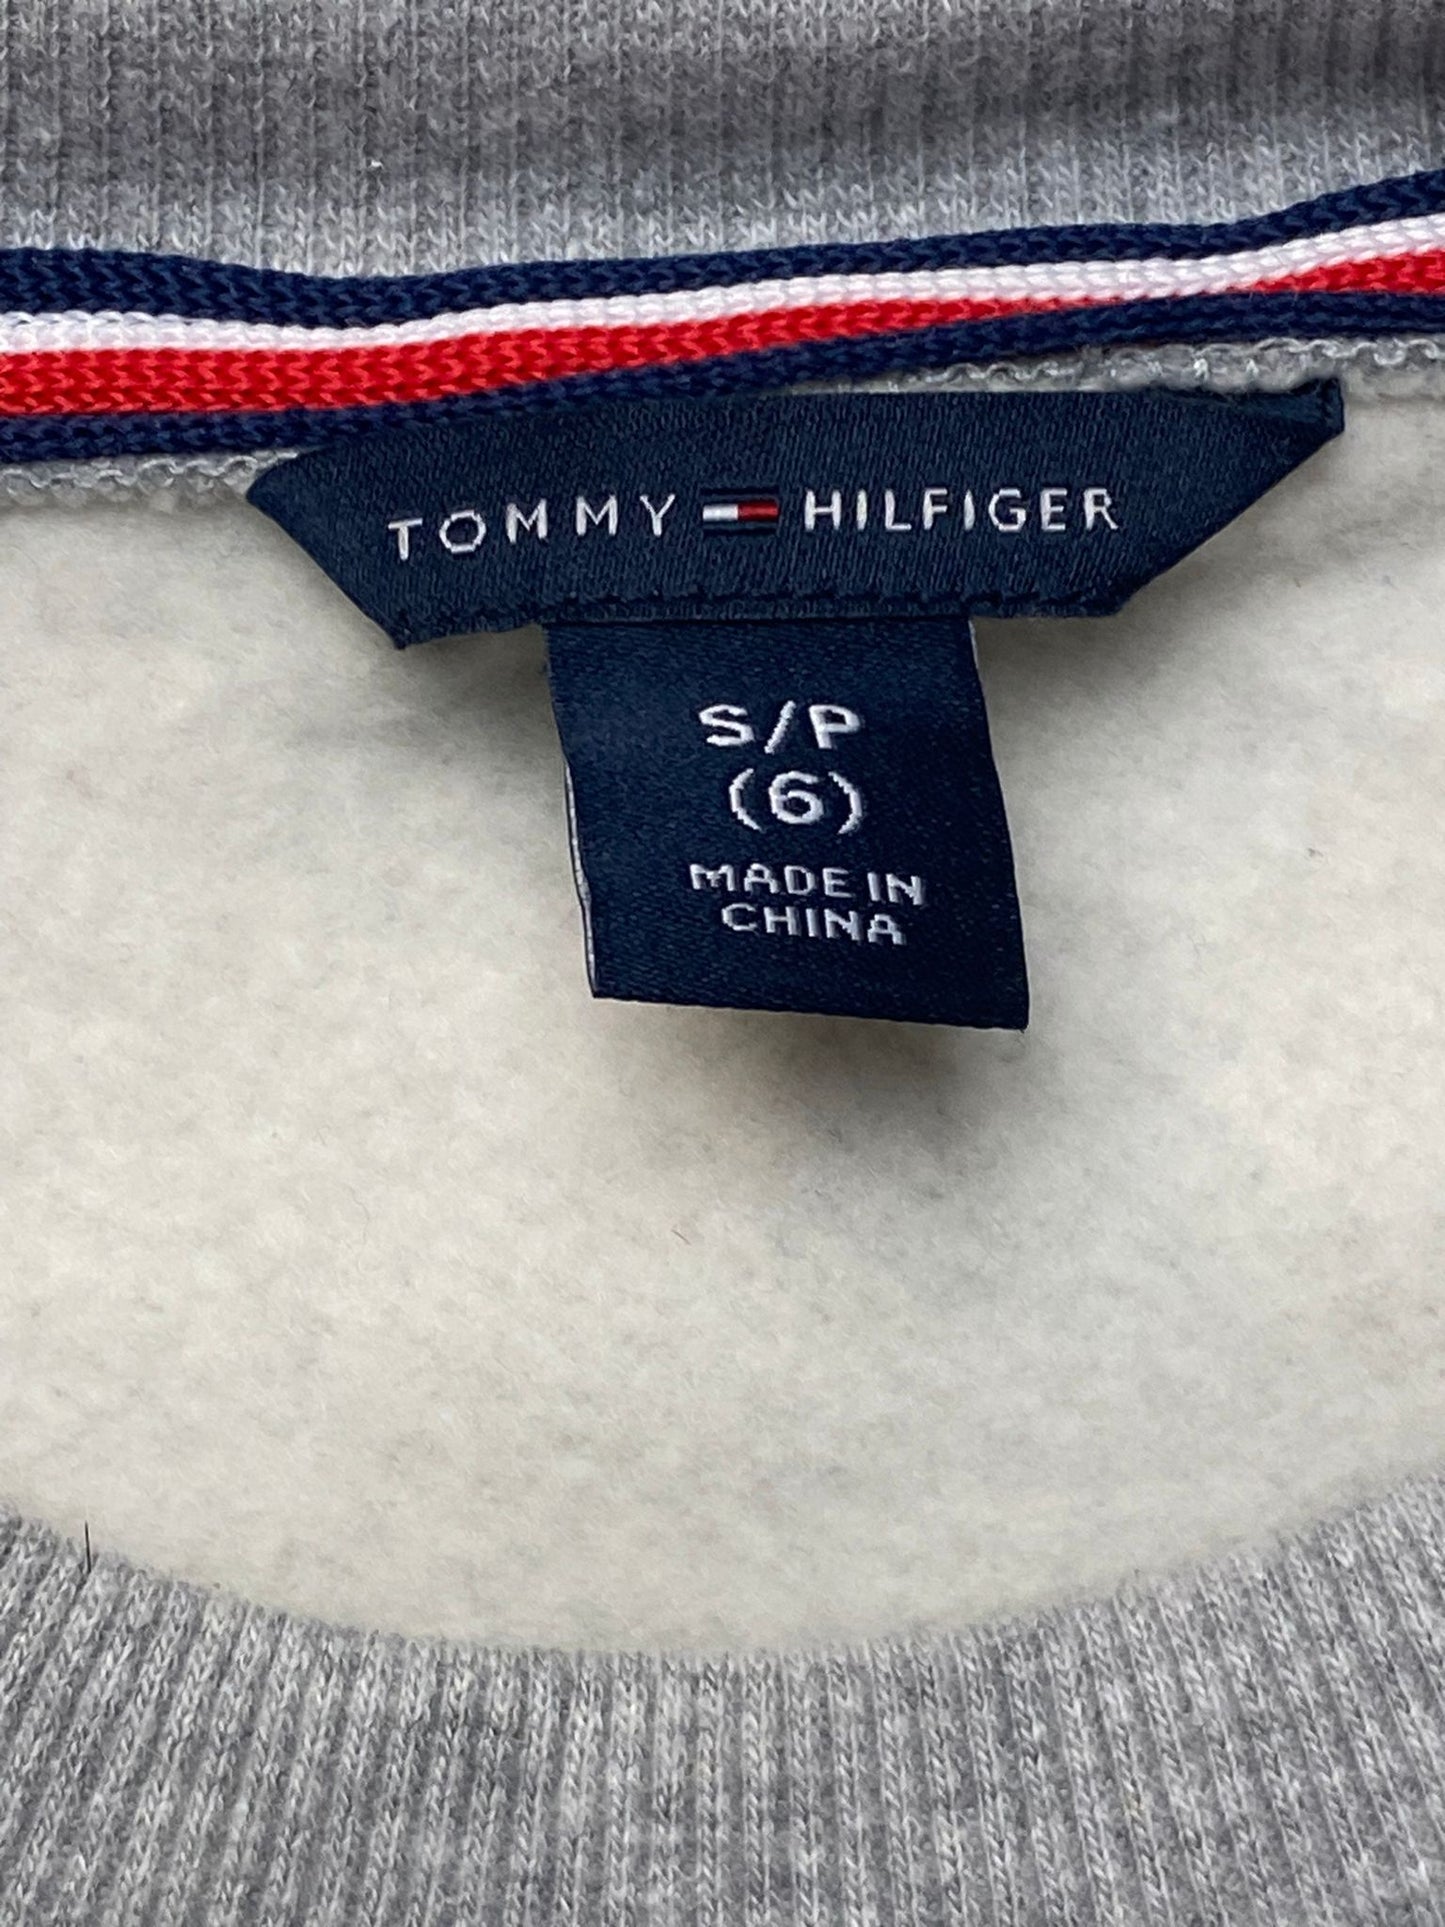 TOMMY HILFIGER
S/P
(6)
MADE IN
CHINA